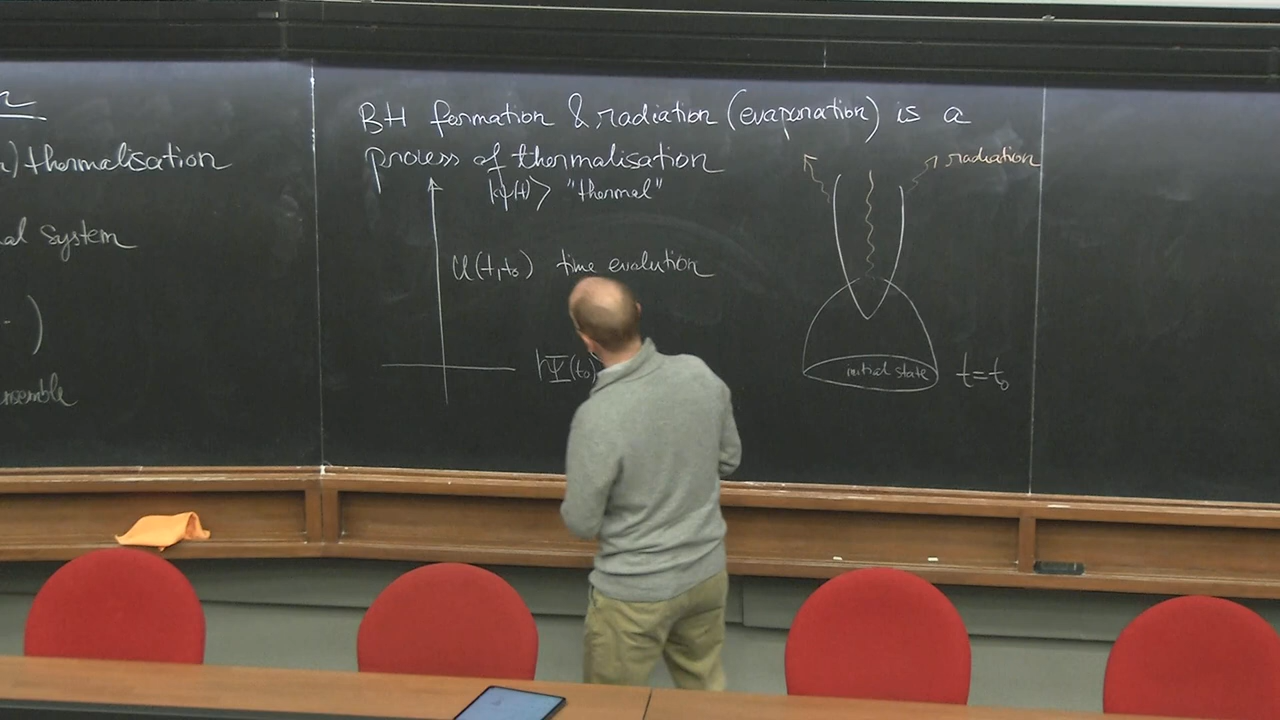 thermalisation
al system
ensemble
BH formation & radiation (evaporation) is a
process of thermalisation
|ψ(t)> "thermal"
U(t,t₀) time evolution
|Ψ(t₀)
radiation
initial state
t=t₀